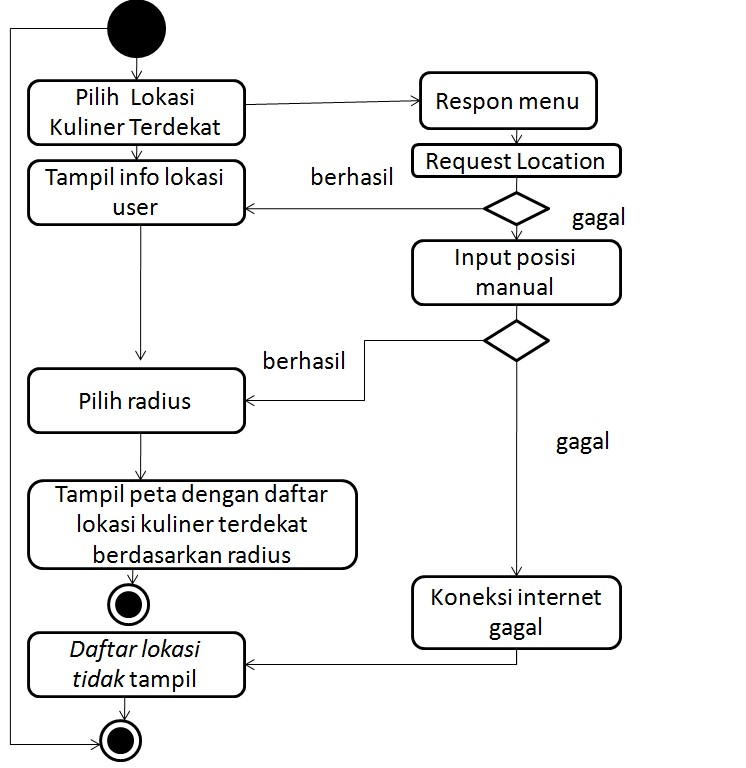 Pilih Lokasi
Kuliner Terdekat
Respon menu
Request Location
Tampil info lokasi
user
berhasil
gagal
Input posisi
manual
berhasil
Pilih radius
gagal
Tampil peta dengan daftar
lokasi kuliner terdekat
berdasarkan radius
Koneksi internet
gagal
Daftar lokasi
tidak tampil